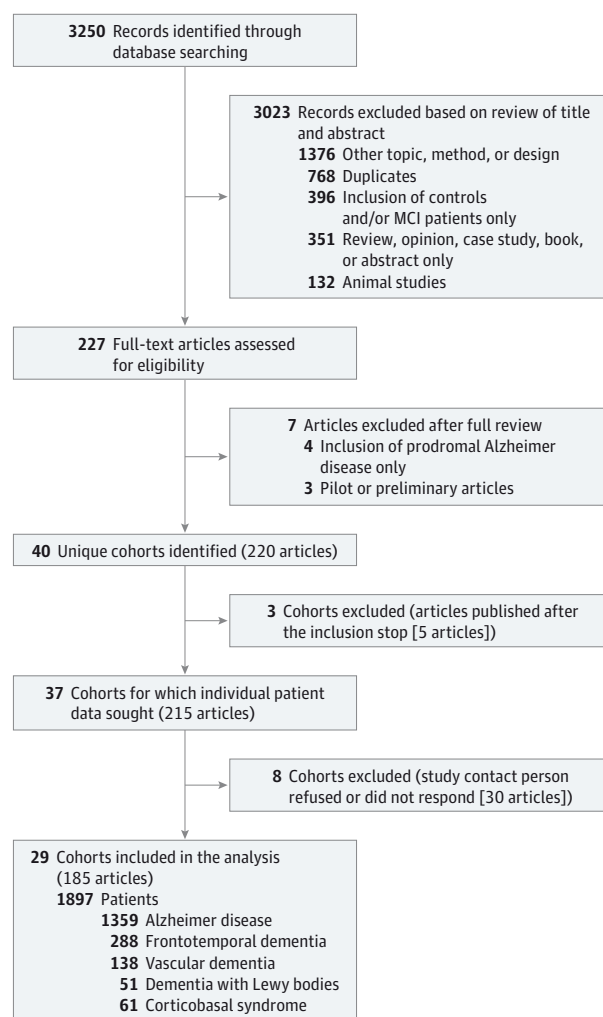 3250 Records identified through
database searching
3023 Records excluded based on review of title
and abstract
1376 Other topic, method, or design
768 Duplicates
396 Inclusion of controls
and/or MCI patients only
351 Review, opinion, case study, book,
or abstract only
132 Animal studies
227 Full-text articles assessed
for eligibility
7 Articles excluded after full review
4 Inclusion of prodromal Alzheimer
disease only
3 Pilot or preliminary articles
40 Unique cohorts identified (220 articles)
3 Cohorts excluded (articles published after
the inclusion stop [5 articles])
37 Cohorts for which individual patient
data sought (215 articles)
8 Cohorts excluded (study contact person
refused or did not respond [30 articles])
29 Cohorts included in the analysis
(185 articles)
1897 Patients
1359 Alzheimer disease
288 Frontotemporal dementia
138 Vascular dementia
51 Dementia with Lewy bodies
61 Corticobasal syndrome